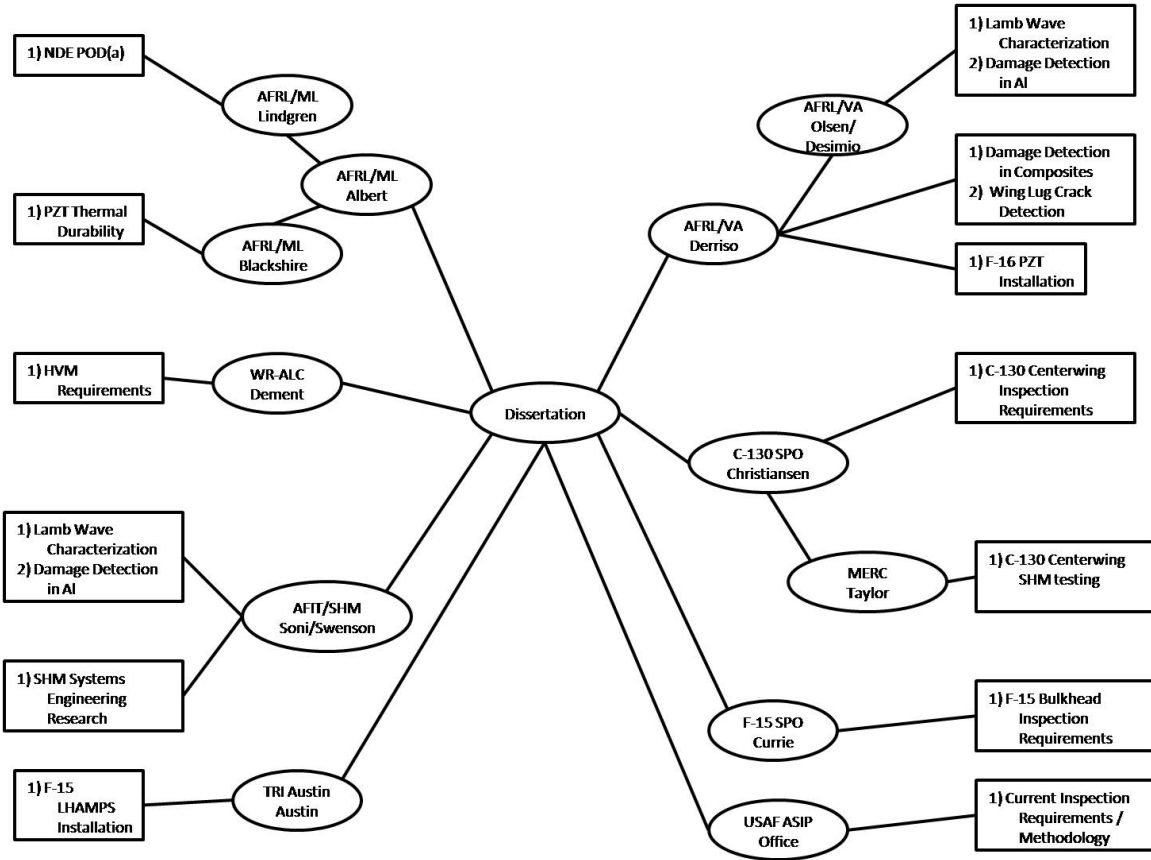 1) NDE POD(a)
AFRL/ML
Lindgren
AFRL/ML
Albert
1) PZT Thermal
Durability
AFRL/ML
Blackshire
1) HVM
Requirements
WR-ALC
Dement
1) Lamb Wave
Characterization
2) Damage Detection
in Al
AFIT/SHM
Soni/Swenson
1) SHM Systems
Engineering
Research
1) F-15
LHAMPS
Installation
TRI Austin
Austin
Dissertation
1) Lamb Wave
Characterization
2) Damage Detection
in Al
AFRL/VA
Olsen/
Desimio
1) Damage Detection
in Composites
2) Wing Lug Crack
Detection
AFRL/VA
Derriso
1) F-16 PZT
Installation
1) C-130 Centerwing
Inspection
Requirements
C-130 SPO
Christiansen
MERC
Taylor
1) C-130 Centerwing
SHM testing
F-15 SPO
Currie
1) F-15 Bulkhead
Inspection
Requirements
USAF ASIP
Office
1) Current Inspection
Requirements /
Methodology